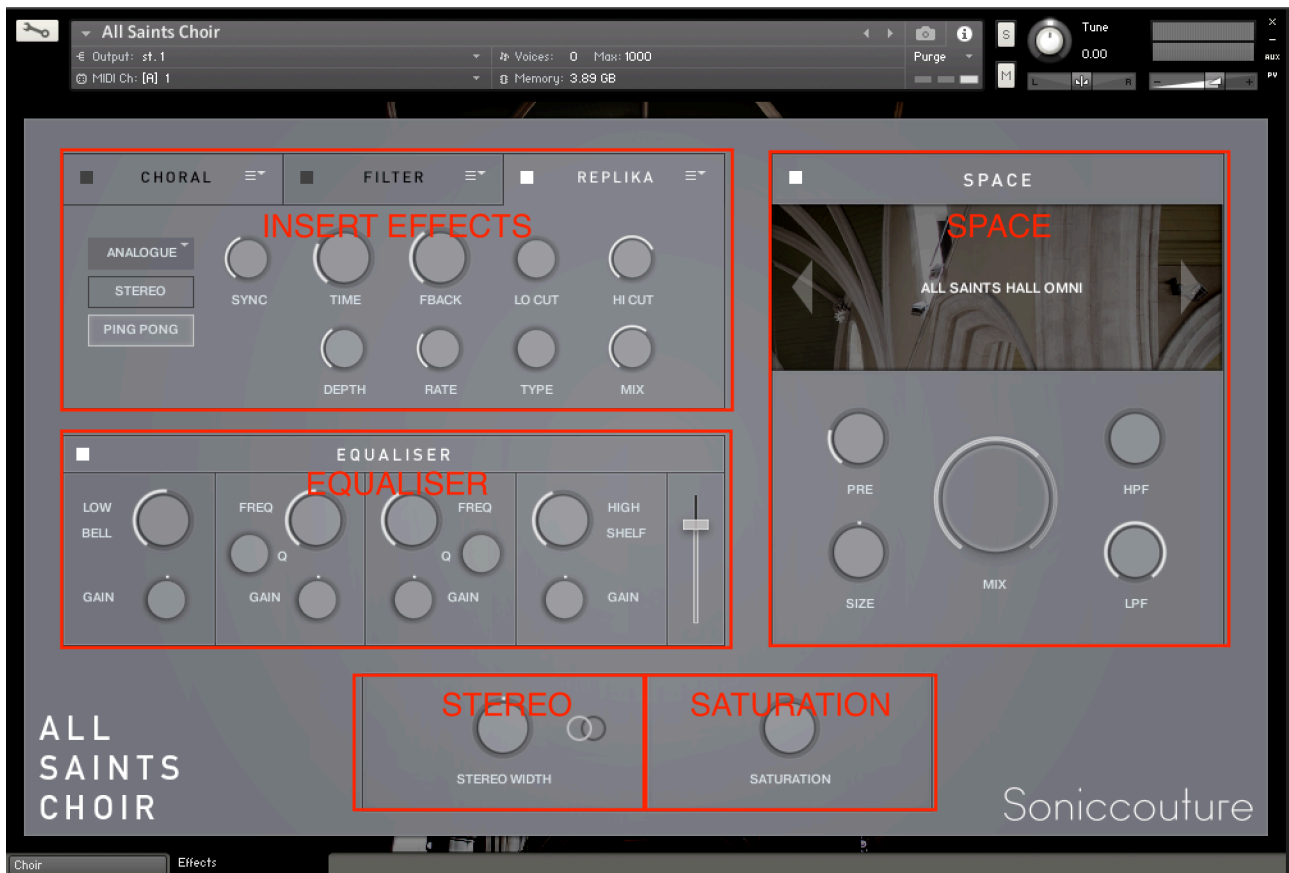 All Saints Choir
Output: st. 1
Voices: 0 Max: 1000
Purge
MIDI Ch: [A] 1
Memory: 3.89 GB
S
M
Tune
0.00
L
R
-
+
×
-
AUX
PV
CHORAL
FILTER
REPLIKA
INSERT EFFECTS
ANALOGUE
STEREO
PING PONG
SYNC
TIME
FBACK
LO CUT
HI CUT
DEPTH
RATE
TYPE
MIX
SPACE
SPACE
ALL SAINTS HALL OMNI
PRE
HPF
SIZE
MIX
LPF
EQUALISER
EQUALISER
LOW
BELL
GAIN
FREQ
Q
GAIN
FREQ
Q
GAIN
HIGH
SHELF
GAIN
STEREO
STEREO WIDTH
SATURATION
SATURATION
ALL
SAINTS
CHOIR
Soniccouture
Choir
Effects